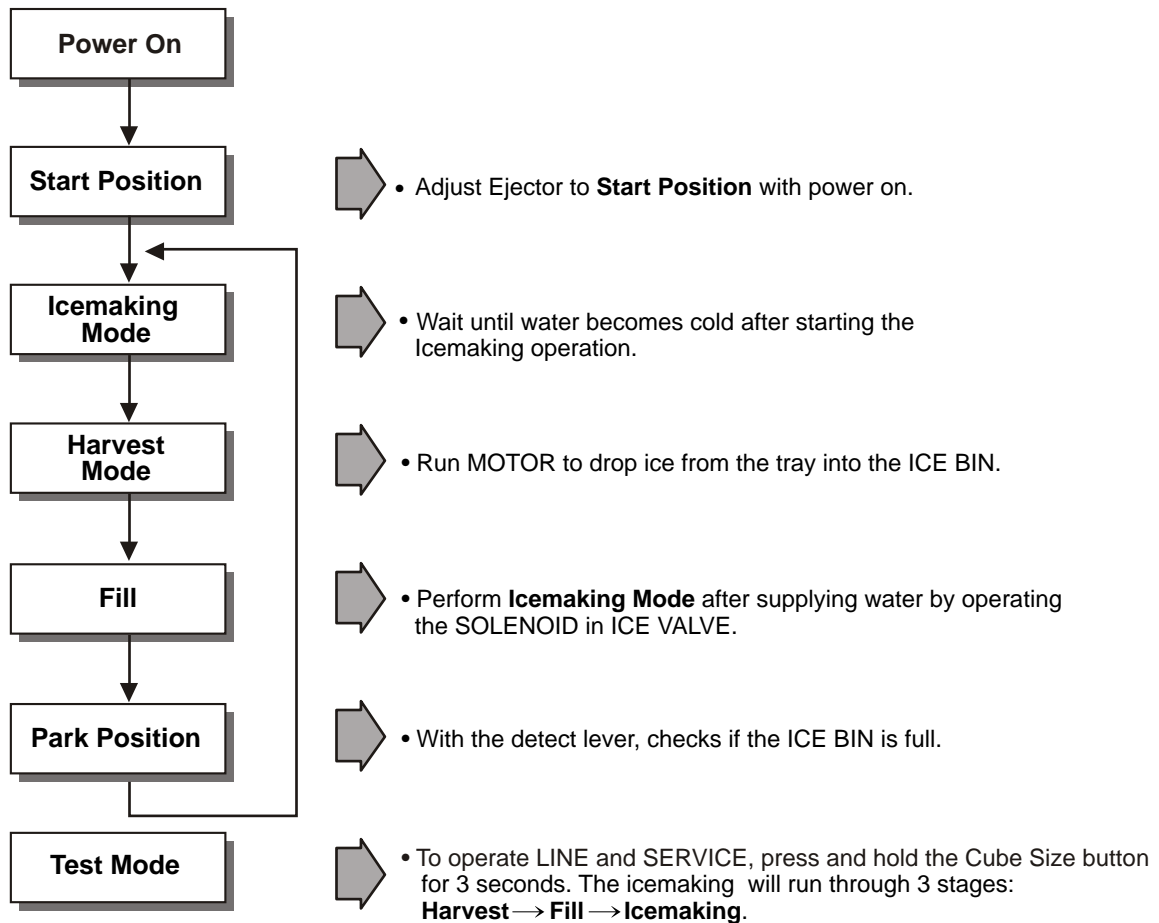 Power On
Start Position
• Adjust Ejector to Start Position with power on.
Icemaking
Mode
• Wait until water becomes cold after starting the
Icemaking operation.
Harvest
Mode
• Run MOTOR to drop ice from the tray into the ICE BIN.
Fill
• Perform Icemaking Mode after supplying water by operating
the SOLENOID in ICE VALVE.
Park Position
• With the detect lever, checks if the ICE BIN is full.
Test Mode
• To operate LINE and SERVICE, press and hold the Cube Size button
for 3 seconds. The icemaking will run through 3 stages:
Harvest → Fill → Icemaking.